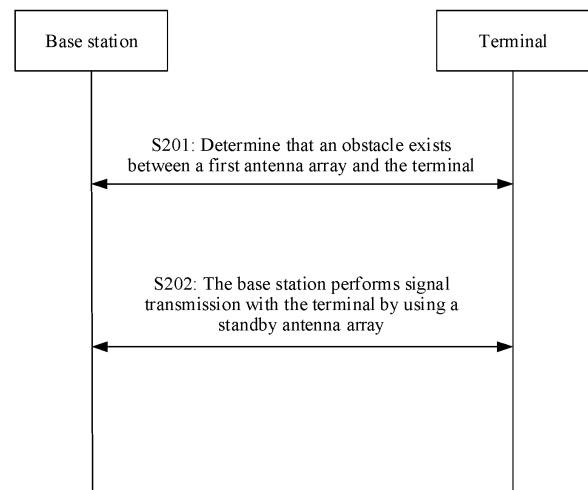 Base station
Terminal
S201: Determine that an obstacle exists
between a first antenna array and the terminal
S202: The base station performs signal
transmission with the terminal by using a
standby antenna array